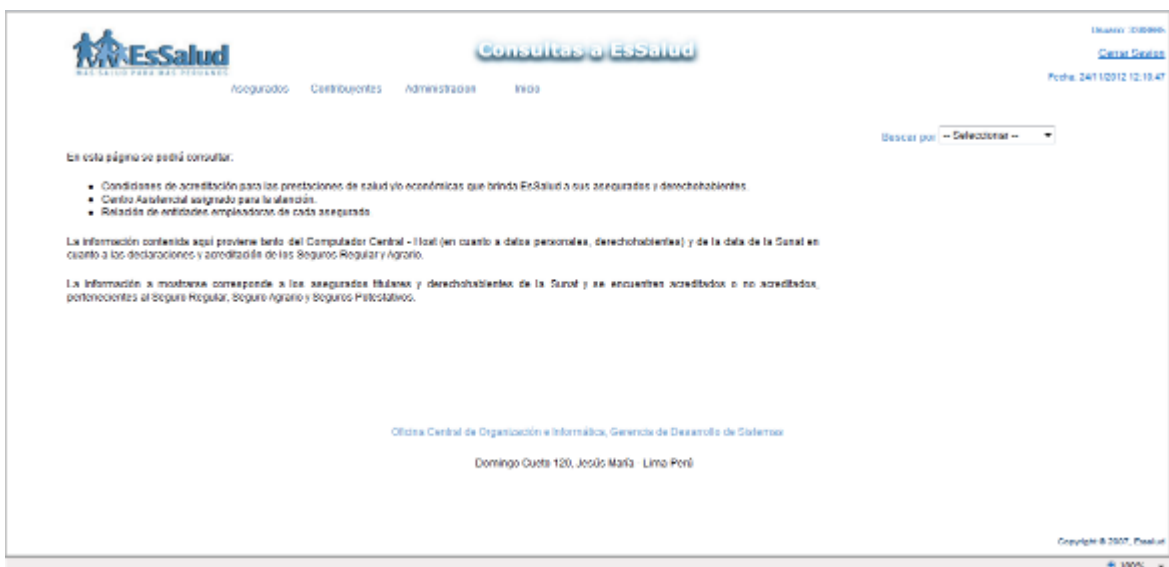 EsSalud
MÁS SALUD PARA MÁS PERUANOS
Consultas a EsSalud
Usuario:
Cerrar Sesion
Fecha: 24/11/2012 12:10:47
Asegurados Contribuyentes Administracion Inicio
Buscar por -- Seleccionar --
En esta página se podrá consultar:
Condiciones de acreditación para las prestaciones de salud y/o económicas que brinda EsSalud a sus asegurados y derechohabientes.
Centro Asistencial asignado para la atención.
Relación de entidades empleadoras de cada asegurado.
La información contenida aquí proviene tanto del Computador Central - Host (en cuanto a datos personales, derechohabientes) y de la data de la Sunat en
cuanto a las declaraciones y acreditación de los Seguros Regular y Agrario.
La información a mostrarse corresponde a los asegurados titulares y derechohabientes de la Sunat y se encuentren acreditados o no acreditados,
pertenecientes al Seguro Regular, Seguro Agrario y Seguros Potestativos.
Oficina Central de Organización e Informática, Gerencia de Desarrollo de Sistemas
Domingo Cueto 120, Jesús María - Lima-Perú
Copyright © 2007, Essalud
100%